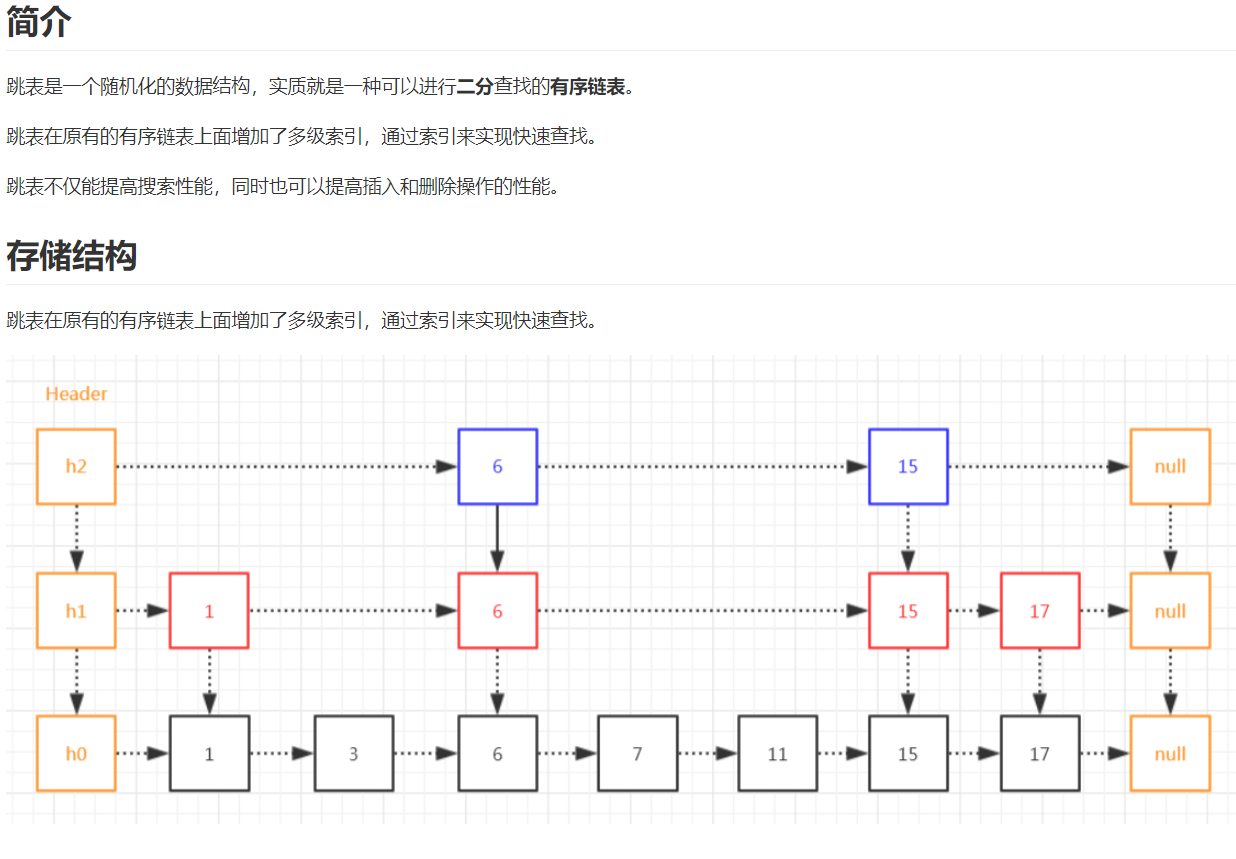 简介
跳表是一个随机化的数据结构，实质就是一种可以进行二分查找的有序链表。
跳表在原有的有序链表上面增加了多级索引，通过索引来实现快速查找。
跳表不仅能提高搜索性能，同时也可以提高插入和删除操作的性能。
存储结构
跳表在原有的有序链表上面增加了多级索引，通过索引来实现快速查找。
Header
h2 6 15 null
h1 1 6 15 17 null
h0 1 3 6 7 11 15 17 null